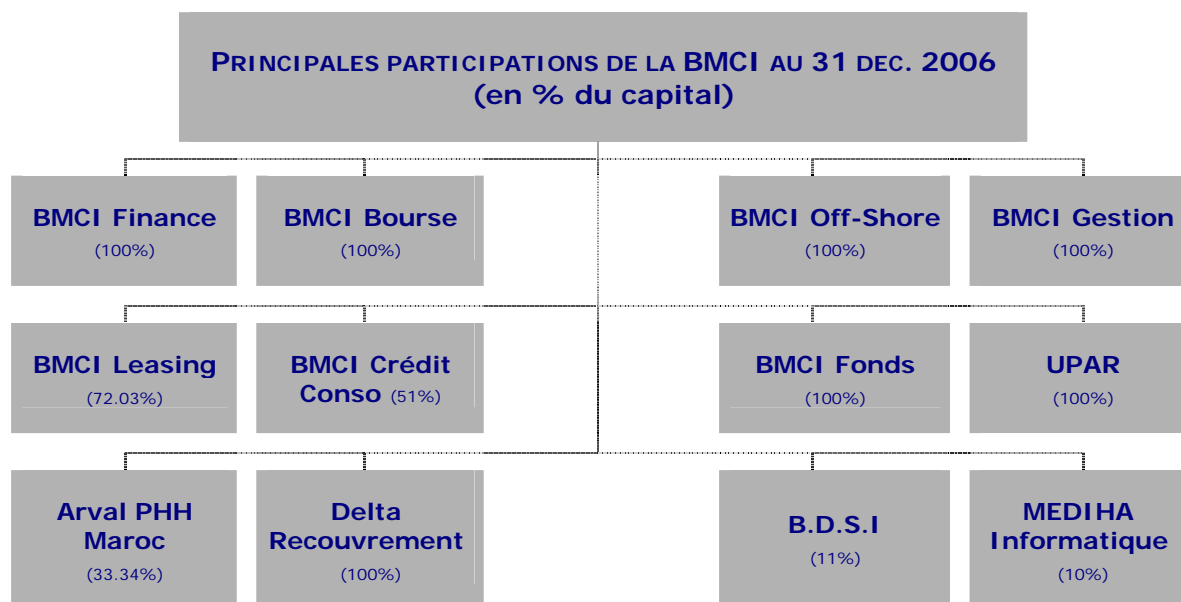 PRINCIPALES PARTICIPATIONS DE LA BMCI AU 31 DEC. 2006
(en % du capital)
BMCI Finance
(100%)
BMCI Bourse
(100%)
BMCI Off-Shore
(100%)
BMCI Gestion
(100%)
BMCI Leasing
(72.03%)
BMCI Crédit
Conso (51%)
BMCI Fonds
(100%)
UPAR
(100%)
Arval PHH
Maroc
(33.34%)
Delta
Recouvrement
(100%)
B.D.S.I
(11%)
MEDIHA
Informatique
(10%)